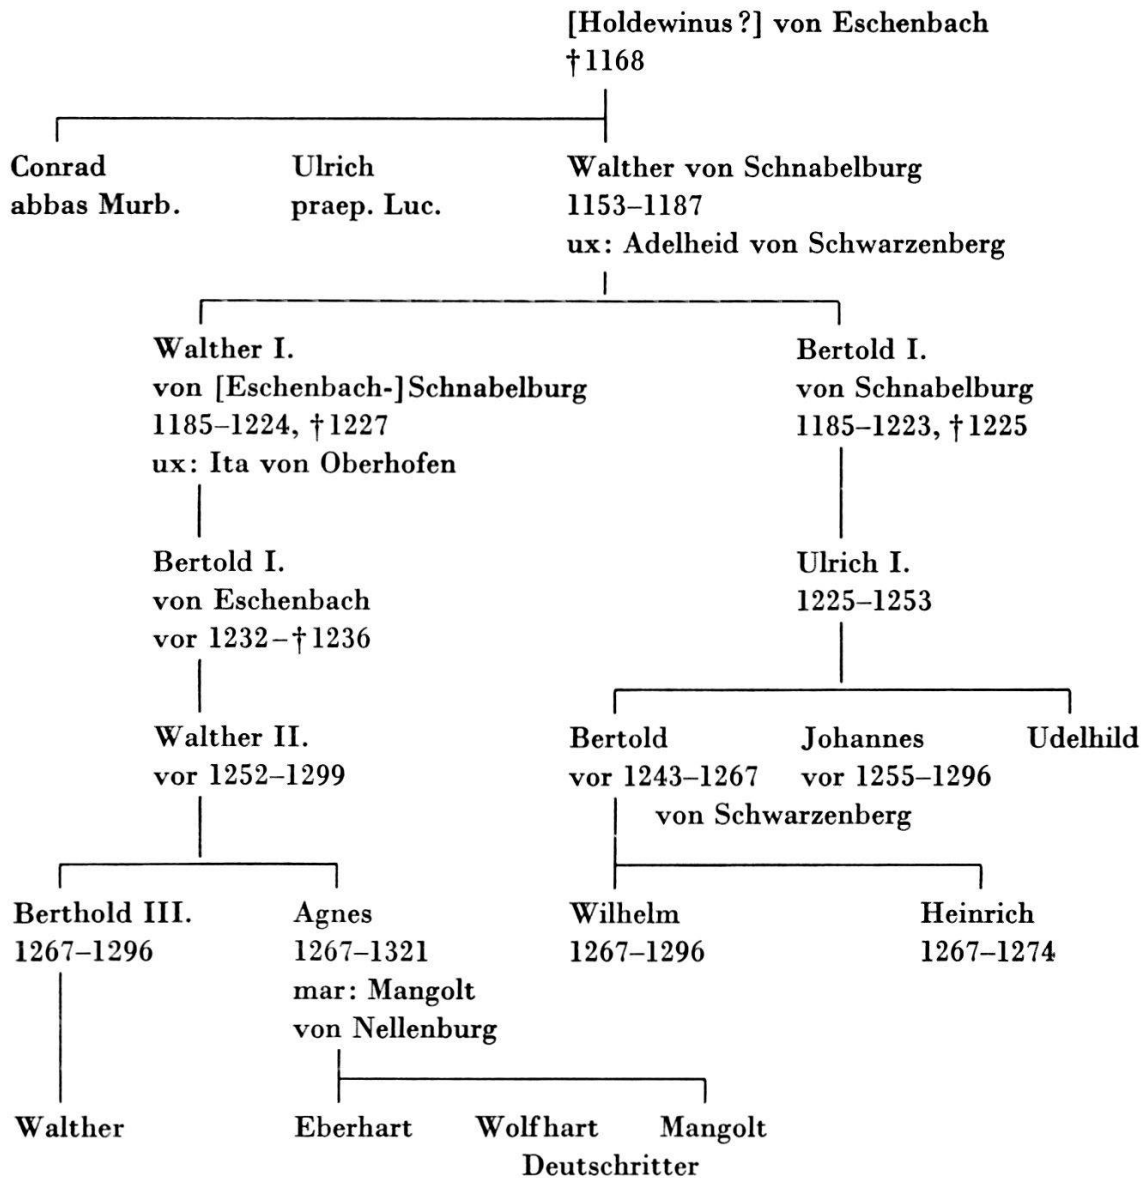 [Holdewinus?] von Eschenbach
†1168
Conrad
abbas Murb.
Ulrich
praep. Luc.
Walther von Schnabelburg
1153–1187
ux: Adelheid von Schwarzenberg
Walther I.
von [Eschenbach-]Schnabelburg
1185–1224, †1227
ux: Ita von Oberhofen
Bertold I.
von Schnabelburg
1185–1223, †1225
Bertold I.
von Eschenbach
vor 1232–†1236
Ulrich I.
1225–1253
Walther II.
vor 1252–1299
Bertold
vor 1243–1267
Johannes
vor 1255–1296
von Schwarzenberg
Udelhild
Berthold III.
1267–1296
Agnes
1267–1321
mar: Mangolt
von Nellenburg
Wilhelm
1267–1296
Heinrich
1267–1274
Walther
Eberhart
Wolfhart
Mangolt
Deutschritter